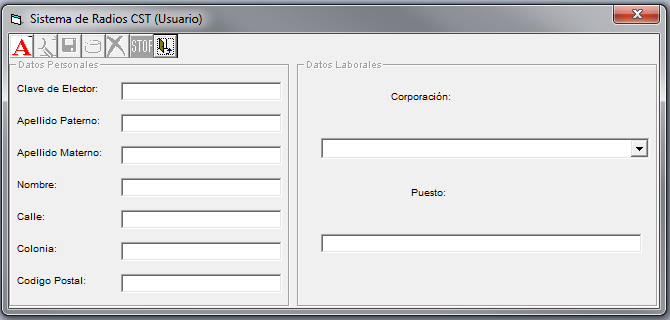 Sistema de Radios CST (Usuario)
A
STOP
Datos Personales
Clave de Elector:
Apellido Paterno:
Apellido Materno:
Nombre:
Calle:
Colonia:
Codigo Postal:
Datos Laborales
Corporación:
Puesto: